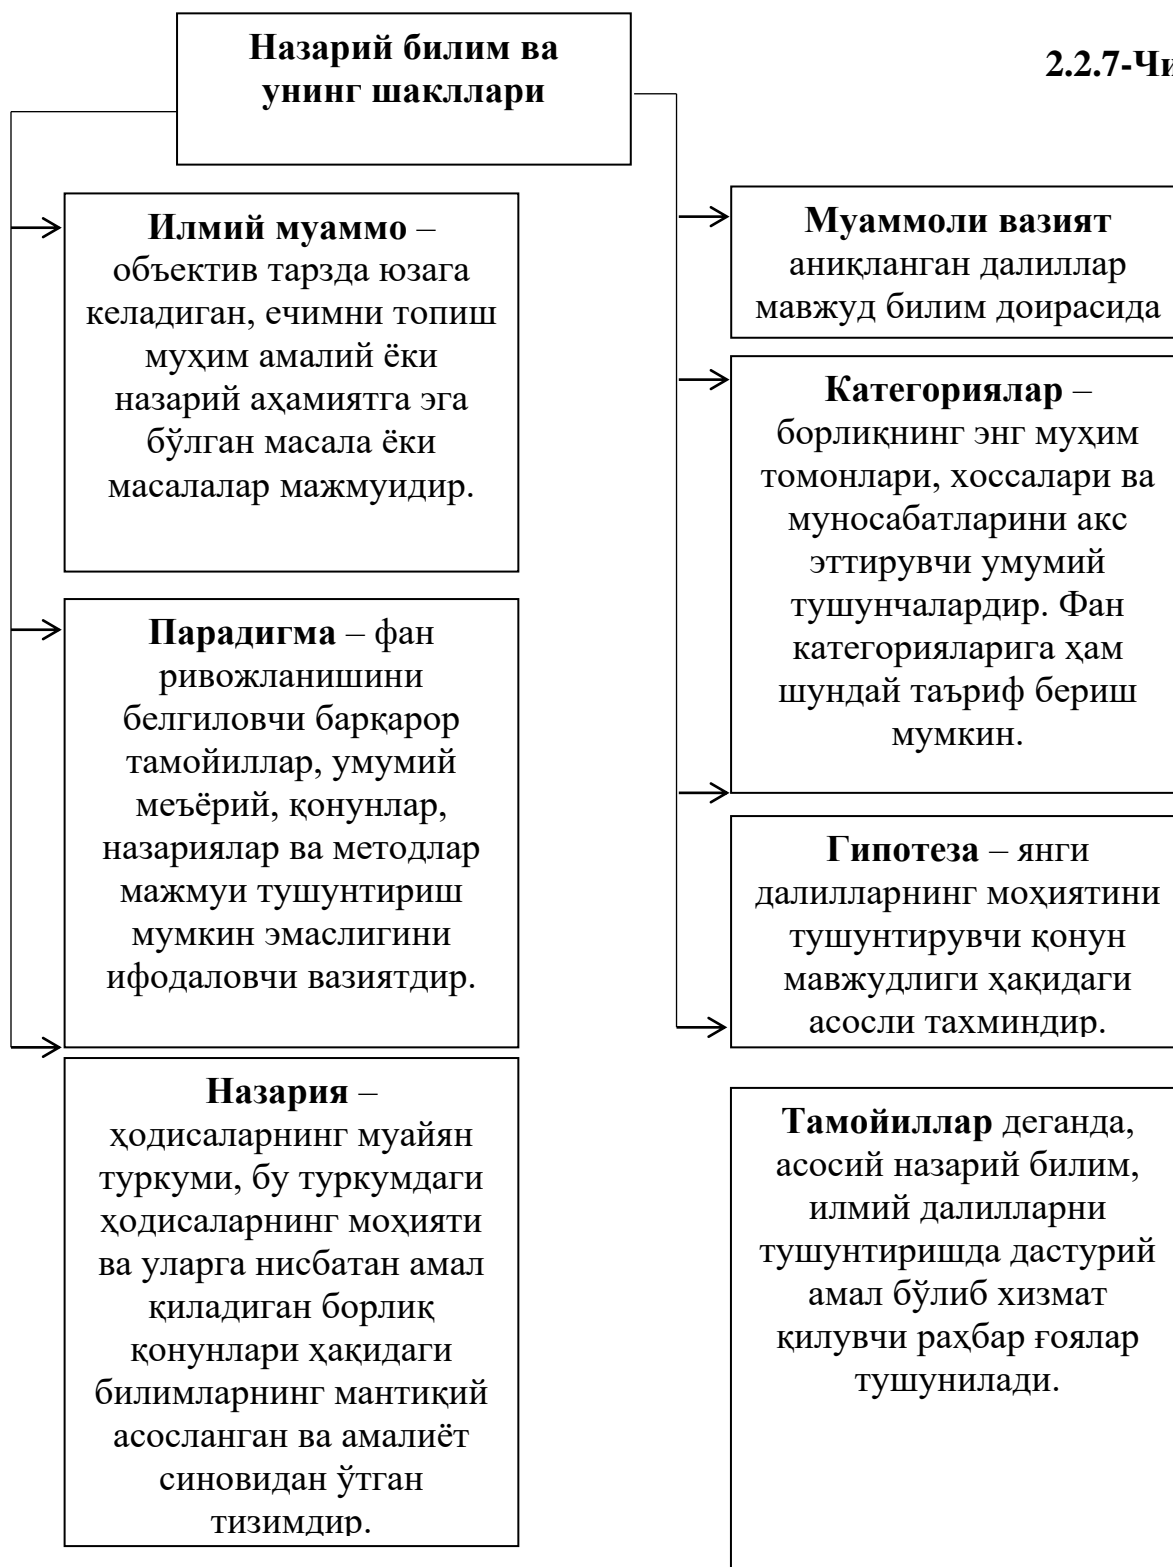 Назарий билим ва
унинг шакллари
2.2.7-Чи
Илмий муаммо –
объектив тарзда юзага
келадиган, ечимни топиш
муҳим амалий ёки
назарий аҳамиятга эга
бўлган масала ёки
масалалар мажмуидир.
Муаммоли вазият
аниқланган далиллар
мавжуд билим доирасида
Категориялар –
борлиқнинг энг муҳим
томонлари, хоссалари ва
муносабатларини акс
эттирувчи умумий
тушунчалардир. Фан
категорияларига ҳам
шундай таъриф бериш
мумкин.
Парадигма – фан
ривожланишини
белгиловчи барқарор
тамойиллар, умумий
меъёрий, қонунлар,
назариялар ва методлар
мажмуи тушунтириш
мумкин эмаслигини
ифодаловчи вазиятдир.
Гипотеза – янги
далилларнинг моҳиятини
тушунтирувчи қонун
мавжудлиги ҳақидаги
асосли тахминдир.
Назария –
ҳодисаларнинг муайян
туркуми, бу туркумдаги
ҳодисаларнинг моҳияти
ва уларга нисбатан амал
қиладиган борлиқ
қонунлари ҳақидаги
билимларнинг мантиқий
асосланган ва амалиёт
синовидан ўтган
тизимдир.
Тамойиллар деганда,
асосий назарий билим,
илмий далилларни
тушунтиришда дастурий
амал бўлиб хизмат
қилувчи раҳбар ғоялар
тушунилади.